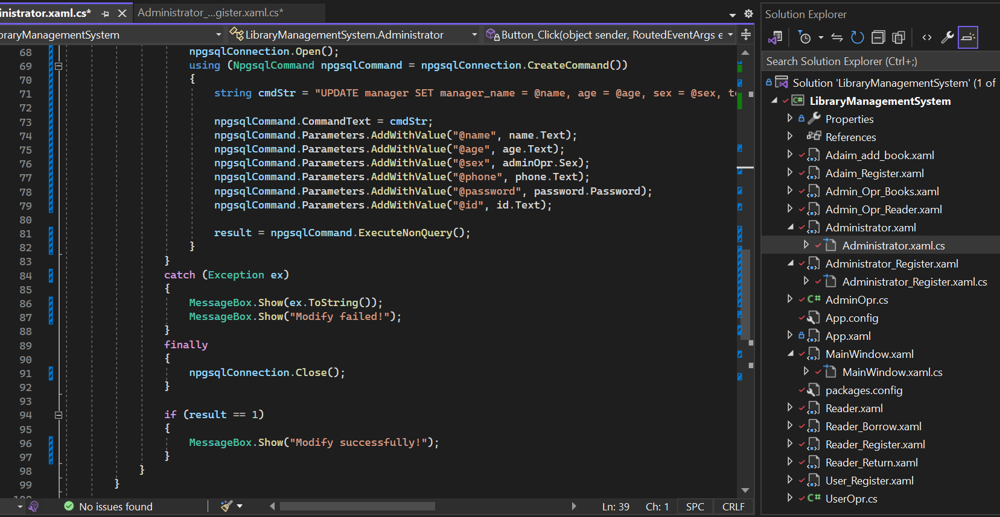 inistrator.xaml.cs*
Administrator_...gister.xaml.cs*
braryManagementSystem
LibraryManagementSystem.Administrator
Button_Click(object sender, RoutedEventArgs e
68 npgsqlConnection.Open();
69 using (NpgsqlCommand npgsqlCommand = npgsqlConnection.CreateCommand())
70 {
71 string cmdStr = "UPDATE manager SET manager_name = @name, age = @age, sex = @sex, te
72
73 npgsqlCommand.CommandText = cmdStr;
74 npgsqlCommand.Parameters.AddWithValue("@name", name.Text);
75 npgsqlCommand.Parameters.AddWithValue("@age", age.Text);
76 npgsqlCommand.Parameters.AddWithValue("@sex", adminOpr.Sex);
77 npgsqlCommand.Parameters.AddWithValue("@phone", phone.Text);
78 npgsqlCommand.Parameters.AddWithValue("@password", password.Password);
79 npgsqlCommand.Parameters.AddWithValue("@id", id.Text);
80
81 result = npgsqlCommand.ExecuteNonQuery();
82 }
83 }
84 catch (Exception ex)
85 {
86 MessageBox.Show(ex.ToString());
87 MessageBox.Show("Modify failed!");
88 }
89 finally
90 {
91 npgsqlConnection.Close();
92 }
93
94 if (result == 1)
95 {
96 MessageBox.Show("Modify successfully!");
97 }
98 }
99 }
No issues found
Ln: 39
Ch: 1
SPC
CRLF
Solution Explorer
Search Solution Explorer (Ctrl+;)
Solution 'LibraryManagementSystem' (1 of
C# LibraryManagementSystem
Properties
References
Adaim_add_book.xaml
Adaim_Register.xaml
Admin_Opr_Books.xaml
Admin_Opr_Reader.xaml
Administrator.xaml
Administrator.xaml.cs
Administrator_Register.xaml
Administrator_Register.xaml.cs
C# AdminOpr.cs
App.config
App.xaml
MainWindow.xaml
MainWindow.xaml.cs
packages.config
Reader.xaml
Reader_Borrow.xaml
Reader_Register.xaml
Reader_Return.xaml
User_Register.xaml
C# UserOpr.cs